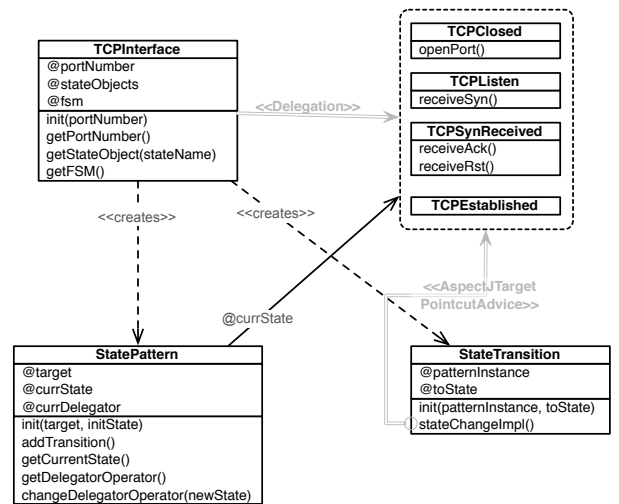 TCPInterface
@portNumber
@stateObjects
@fsm
init(portNumber)
getPortNumber()
getStateObject(stateName)
getFSM()
<<Delegation>>
TCPClosed
openPort()
TCPListen
receiveSyn()
TCPSynReceived
receiveAck()
receiveRst()
TCPEstablished
<<creates>>
<<creates>>
<<AspectJTarget
PointcutAdvice>>
@currState
StatePattern
@target
@currState
@currDelegator
init(target, initState)
addTransition()
getCurrentState()
getDelegatorOperator()
changeDelegatorOperator(newState)
StateTransition
@patternInstance
@toState
init(patternInstance, toState)
stateChangeImpl()